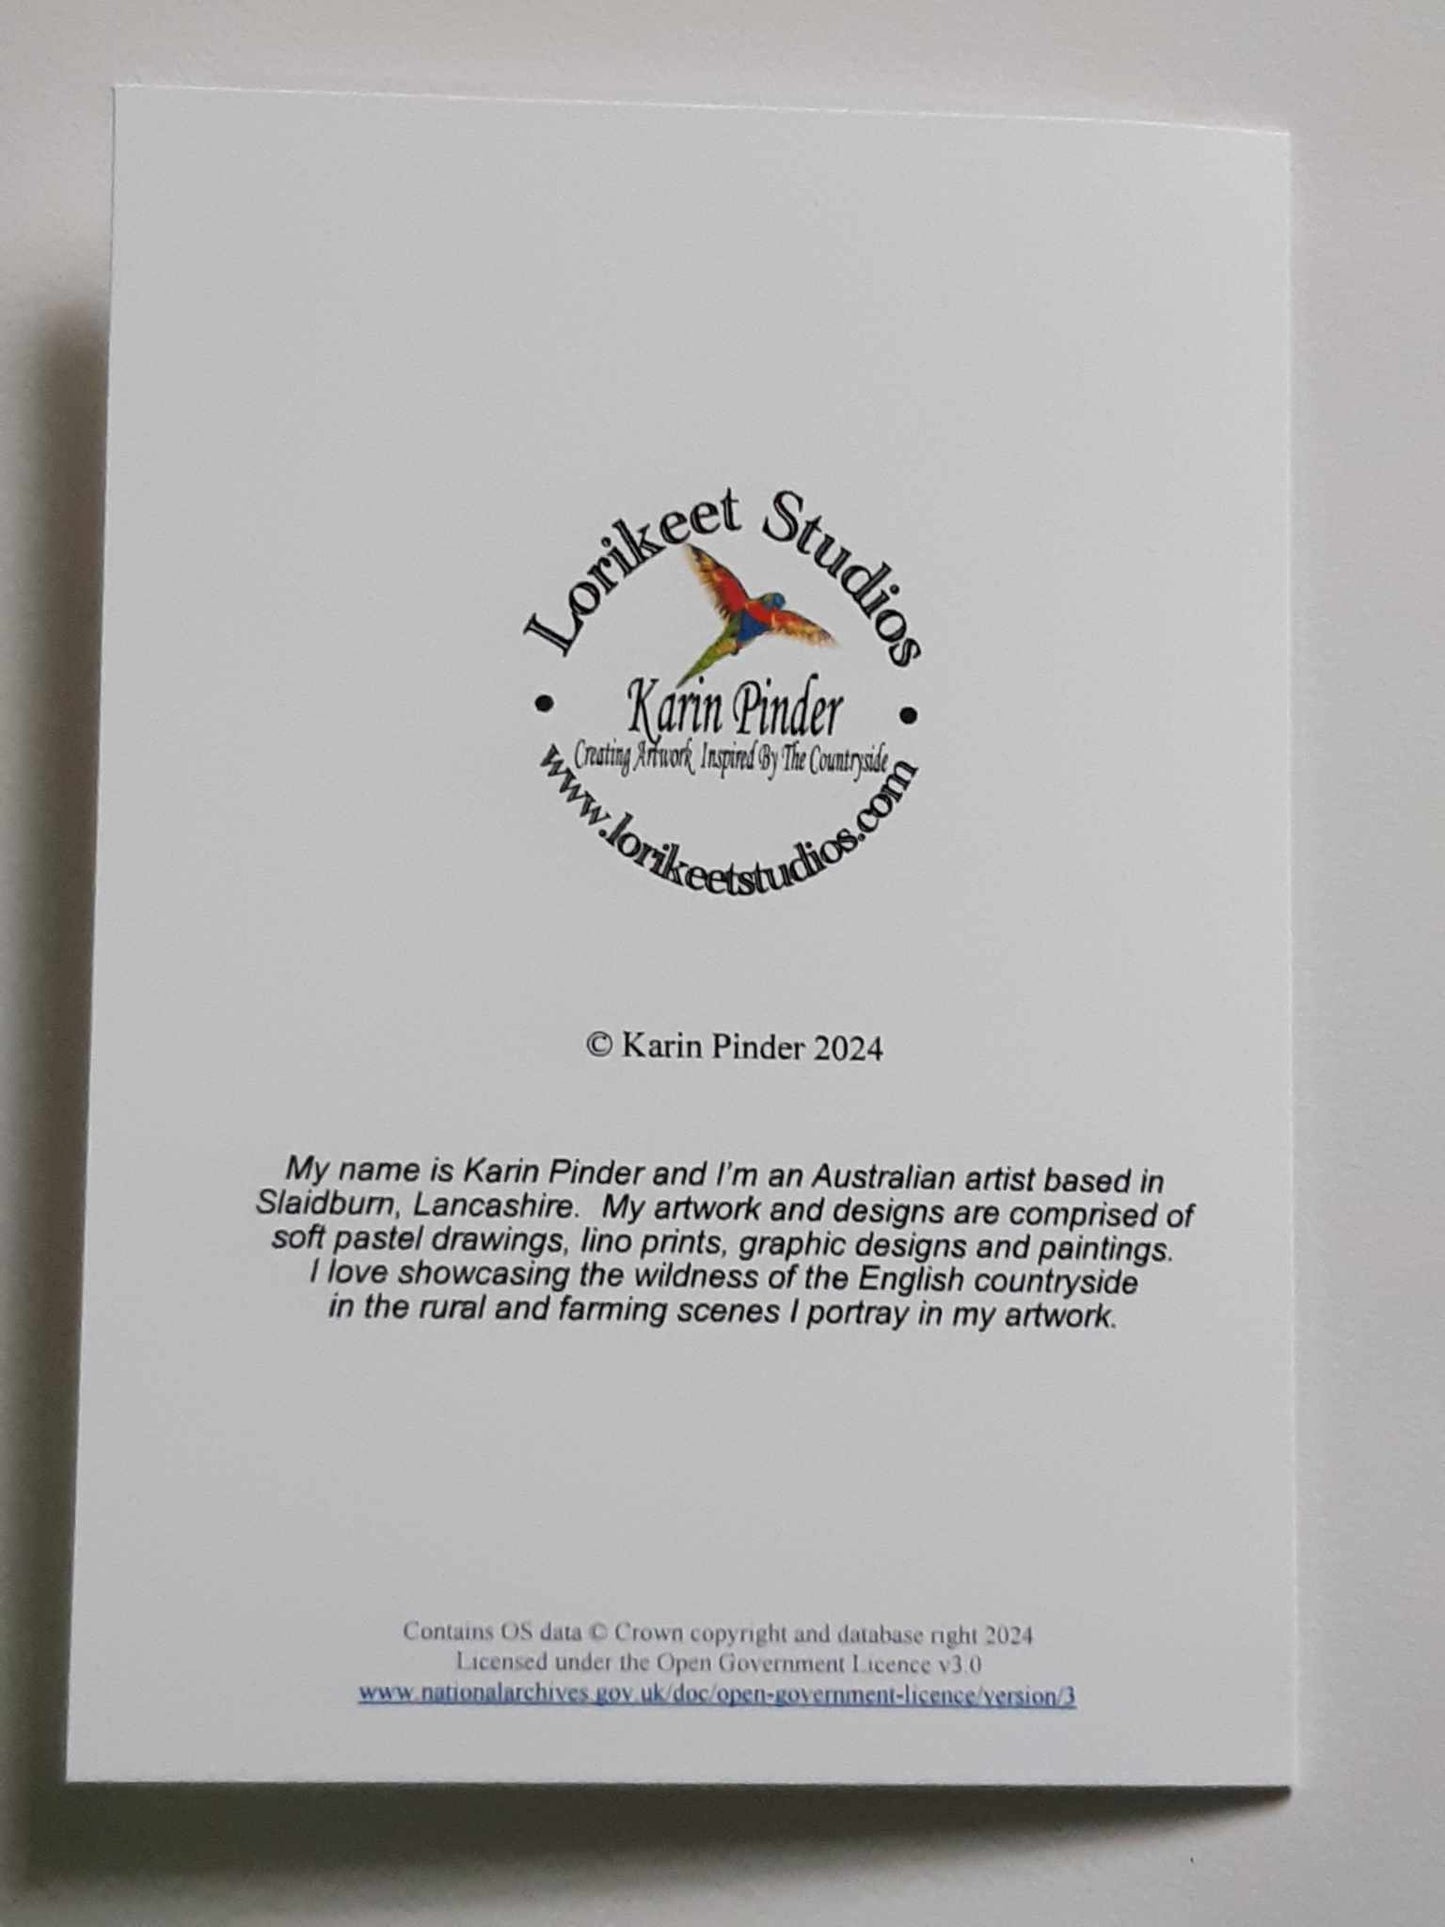 Lorikeet Studios
Karin Pinder
Creating Artwork Inspired By The Countryside
www.lorikeetstudios.com
© Karin Pinder 2024
My name is Karin Pinder and I'm an Australian artist based in
Slaidburn, Lancashire. My artwork and designs are comprised of
soft pastel drawings, lino prints, graphic designs and paintings.
I love showcasing the wildness of the English countryside
in the rural and farming scenes I portray in my artwork.
Contains OS data © Crown copyright and database right 2024
Licensed under the Open Government Licence v3.0
www.nationalarchives.gov.uk/doc/open-government-licence/version/3